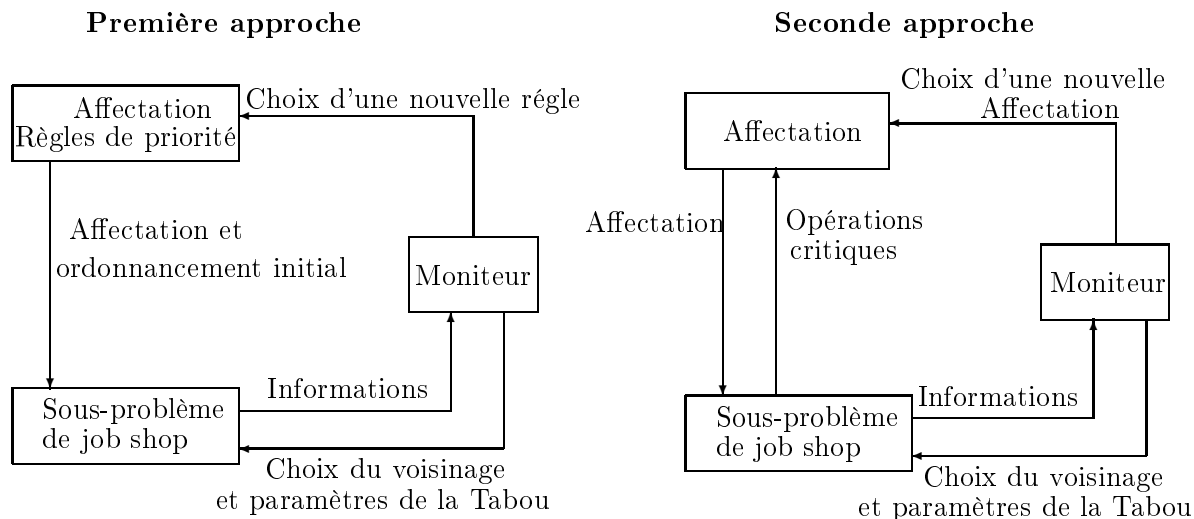 Première approche
Affectation
Règles de priorité
Choix d'une nouvelle régle
Affectation et
ordonnancement initial
Moniteur
Informations
Sous-problème
de job shop
Choix du voisinage
et paramètres de la Tabou
Seconde approche
Choix d'une nouvelle
Affectation
Affectation
Affectation
Opérations
critiques
Moniteur
Informations
Sous-problème
de job shop
Choix du voisinage
et paramètres de la Tabou